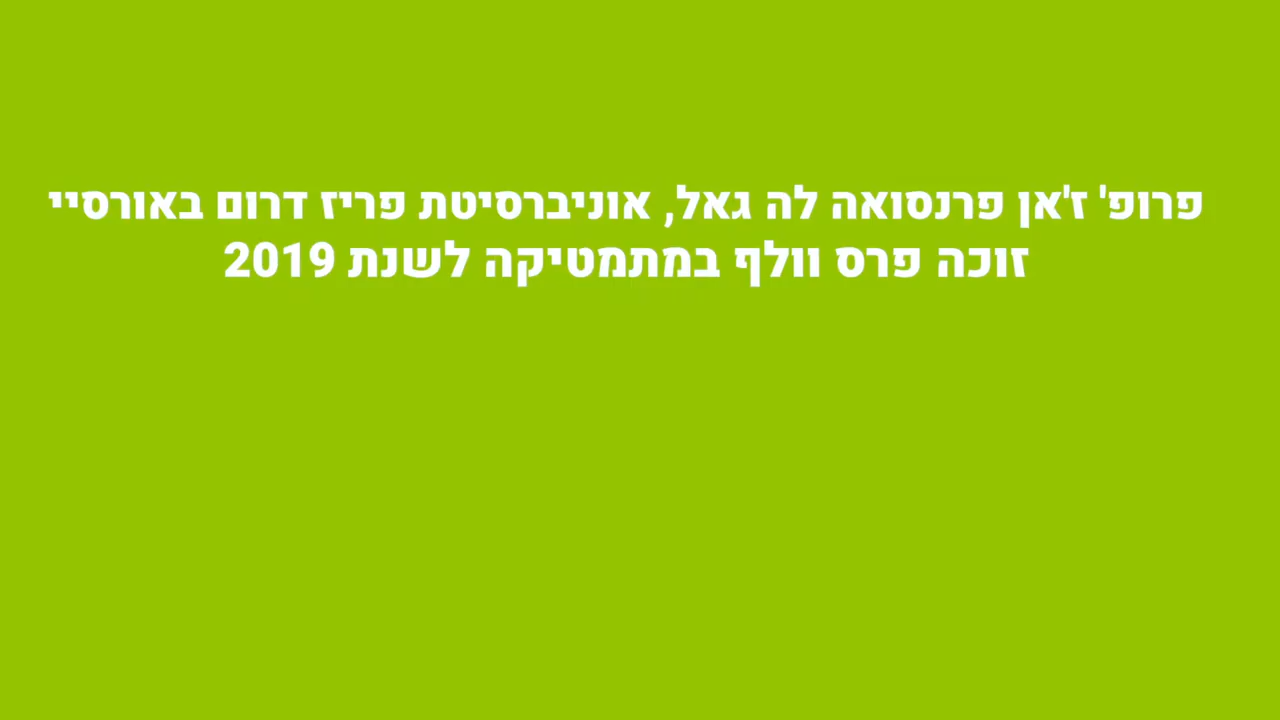 פרופ' ז'אן פרנסואה לה גאל, אוניברסיטת פריז דרום באורסיי
זוכה פרס וולף במתמטיקה לשנת 2019